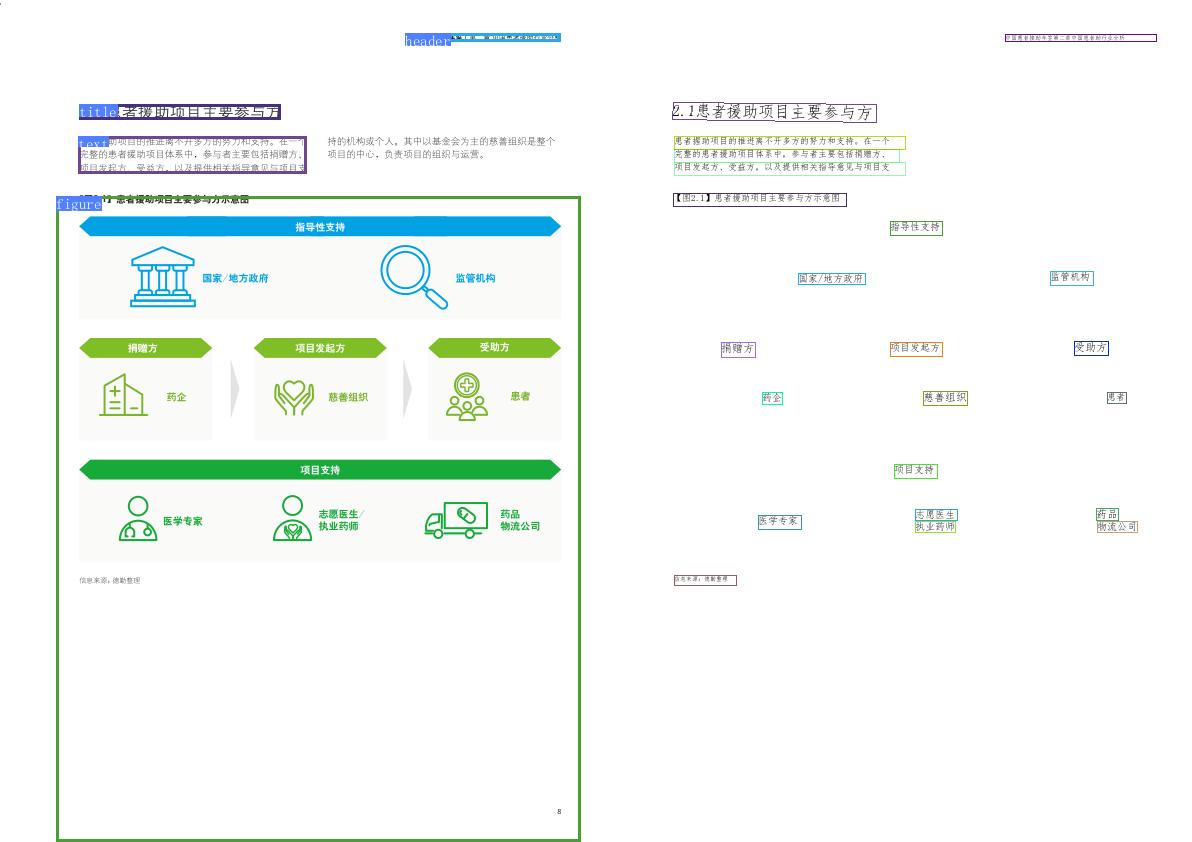 header
title 者援助项目主要参与方
text 助项目的推进离不开多方的努力和支持。在一个
完整的患者援助项目体系中，参与者主要包括捐赠方、
项目发起方、受益方，以及提供相关指导意见与项目支
持的机构或个人。其中以基金会为主的慈善组织是整个
项目的中心，负责项目的组织与运营。
figure 患者援助项目主要参与方示意图
指导性支持
国家/地方政府
监管机构
捐赠方
项目发起方
受助方
药企
慈善组织
患者
项目支持
医学专家
志愿医生/
执业药师
药品
物流公司
信息来源：德勤整理
8
中国患者援助年签第二章中国患者助行业分析
2.1患者援助项目主要参与方
患者援助项目的推进离不开多方的努力和支持。在一个
完整的患者援助项目体系中。参与者主要包括捐赠方、
项目发起方、受益方。以及提供相关指导意见与项目支
【图2.1】患者援助项目主要参与方示意图
指导性支持
国家/地方政府
监管机构
捐赠方
项目发起方
受助方
药企
慈善组织
患者
项目支持
医学专家
志愿医生
执业药师
药品
物流公司
信息来源：德勤整理